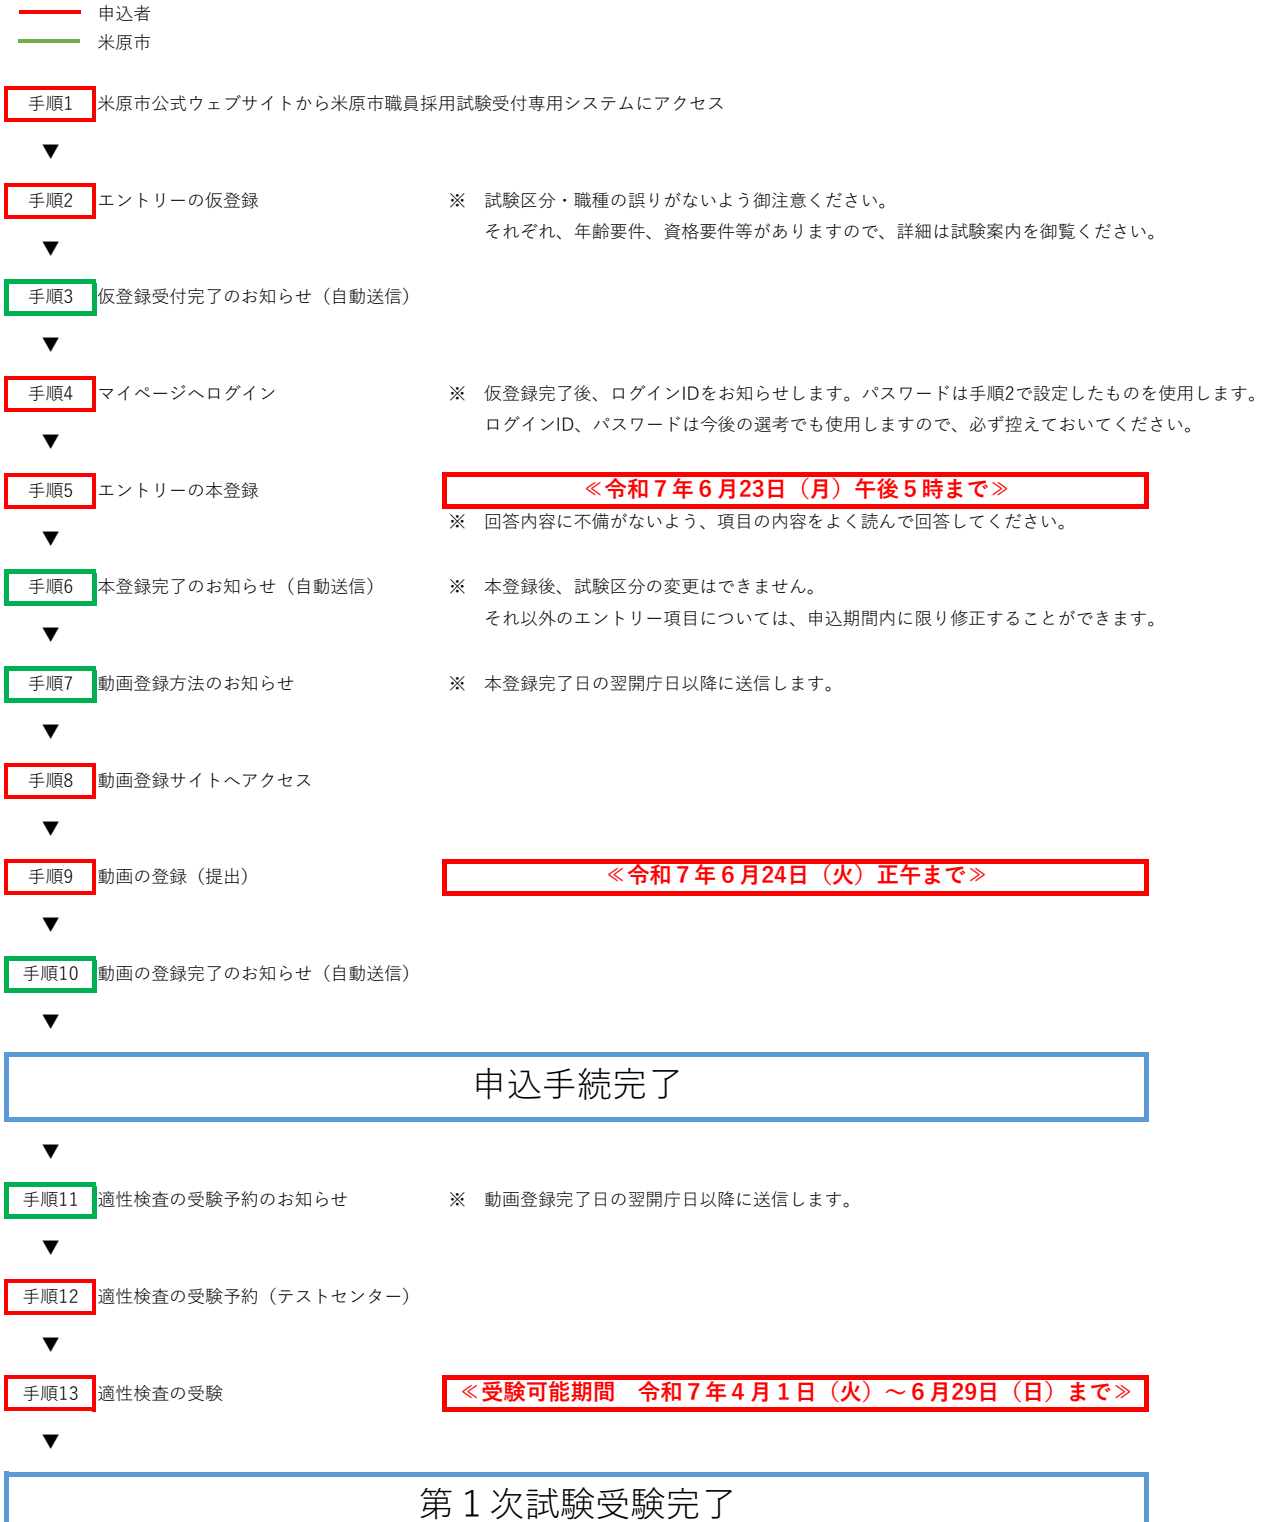 申込者
米原市
手順1 米原市公式ウェブサイトから米原市職員採用試験受付専用システムにアクセス
▼
手順2 エントリーの仮登録 ※　試験区分・職種の誤りがないよう御注意ください。
それぞれ、年齢要件、資格要件等がありますので、詳細は試験案内を御覧ください。
▼
手順3 仮登録受付完了のお知らせ（自動送信）
▼
手順4 マイページへログイン ※　仮登録完了後、ログインIDをお知らせします。パスワードは手順2で設定したものを使用します。
ログインID、パスワードは今後の選考でも使用しますので、必ず控えておいてください。
▼
手順5 エントリーの本登録 ≪令和７年６月23日（月）午後５時まで≫
※　回答内容に不備がないよう、項目の内容をよく読んで回答してください。
▼
手順6 本登録完了のお知らせ（自動送信） ※　本登録後、試験区分の変更はできません。
それ以外のエントリー項目については、申込期間内に限り修正することができます。
▼
手順7 動画登録方法のお知らせ ※　本登録完了日の翌開庁日以降に送信します。
▼
手順8 動画登録サイトへアクセス
▼
手順9 動画の登録（提出） ≪令和７年６月24日（火）正午まで≫
▼
手順10 動画の登録完了のお知らせ（自動送信）
▼
申込手続完了
▼
手順11 適性検査の受験予約のお知らせ ※　動画登録完了日の翌開庁日以降に送信します。
▼
手順12 適性検査の受験予約（テストセンター）
▼
手順13 適性検査の受験 ≪受験可能期間　令和７年４月１日（火）～６月29日（日）まで≫
▼
第１次試験受験完了